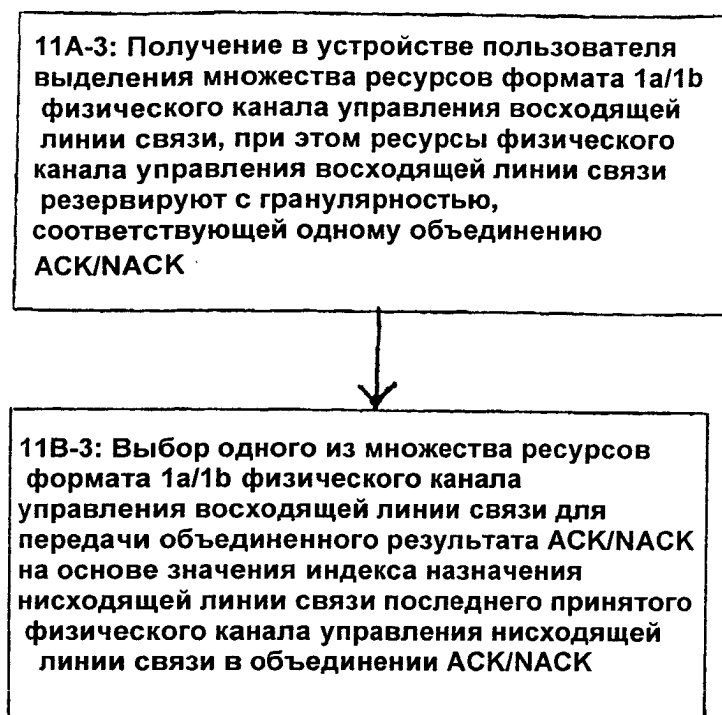 11A-3: Получение в устройстве пользователя
выделения множества ресурсов формата 1a/1b
физического канала управления восходящей
линии связи, при этом ресурсы физического
канала управления восходящей линии связи
резервируют с гранулярностью,
соответствующей одному объединению
ACK/NACK
11B-3: Выбор одного из множества ресурсов
формата 1a/1b физического канала
управления восходящей линии связи для
передачи объединенного результата ACK/NACK
на основе значения индекса назначения
нисходящей линии связи последнего принятого
физического канала управления нисходящей
линии связи в объединении ACK/NACK